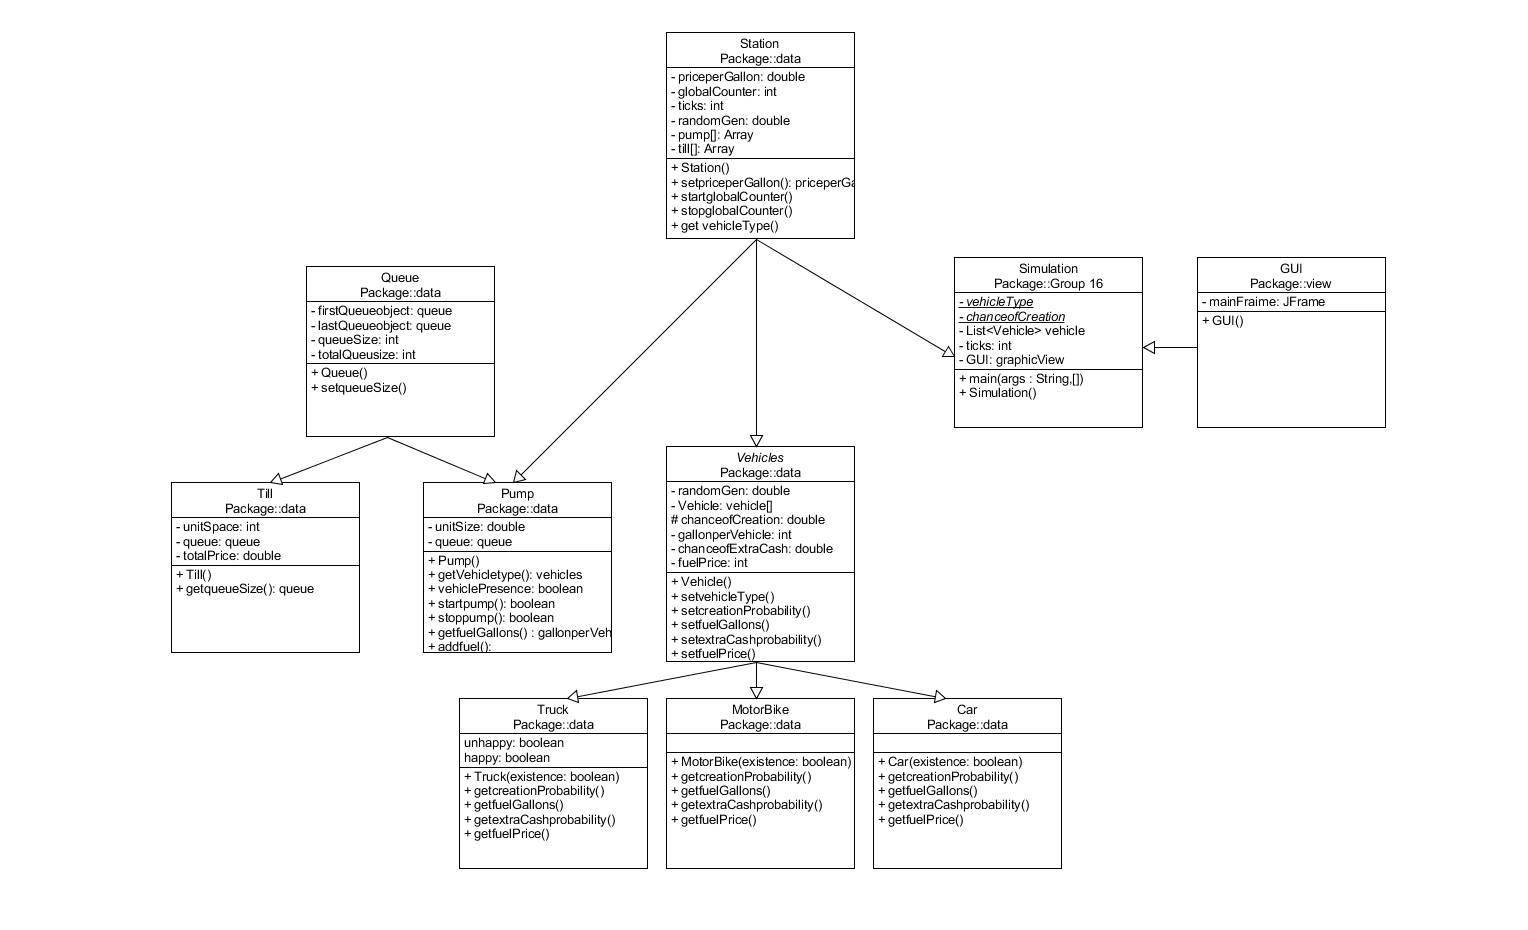 Station
Package::data
- priceperGallon: double
- globalCounter: int
- ticks: int
- randomGen: double
- pump[]: Array
- till[]: Array
+ Station()
+ setpriceperGallon(): priceperGa
+ startglobalCounter()
+ stopglobalCounter()
+ get vehicleType()
Queue
Package::data
- firstQueueobject: queue
- lastQueueobject: queue
- queueSize: int
- totalQueusize: int
+ Queue()
+ setqueueSize()
Simulation
Package::Group 16
- vehicleType
- chanceofCreation
- List<Vehicle> vehicle
- ticks: int
- GUI: graphicView
+ main(args : String,[])
+ Simulation()
GUI
Package::view
- mainFraime: JFrame
+ GUI()
Till
Package::data
- unitSpace: int
- queue: queue
- totalPrice: double
+ Till()
+ getqueueSize(): queue
Pump
Package::data
- unitSize: double
- queue: queue
+ Pump()
+ getVehicletype(): vehicles
+ vehiclePresence: boolean
+ startpump(): boolean
+ stoppump(): boolean
+ getfuelGallons() : gallonperVeh
+ addfuel():
Vehicles
Package::data
- randomGen: double
- Vehicle: vehicle[]
# chanceofCreation: double
- gallonperVehicle: int
- chanceofExtraCash: double
- fuelPrice: int
+ Vehicle()
+ setvehicleType()
+ setcreationProbability()
+ setfuelGallons()
+ setextraCashprobability()
+ setfuelPrice()
Truck
Package::data
unhappy: boolean
happy: boolean
+ Truck(existence: boolean)
+ getcreationProbability()
+ getfuelGallons()
+ getextraCashprobability()
+ getfuelPrice()
MotorBike
Package::data
+ MotorBike(existence: boolean)
+ getcreationProbability()
+ getfuelGallons()
+ getextraCashprobability()
+ getfuelPrice()
Car
Package::data
+ Car(existence: boolean)
+ getcreationProbability()
+ getfuelGallons()
+ getextraCashprobability()
+ getfuelPrice()